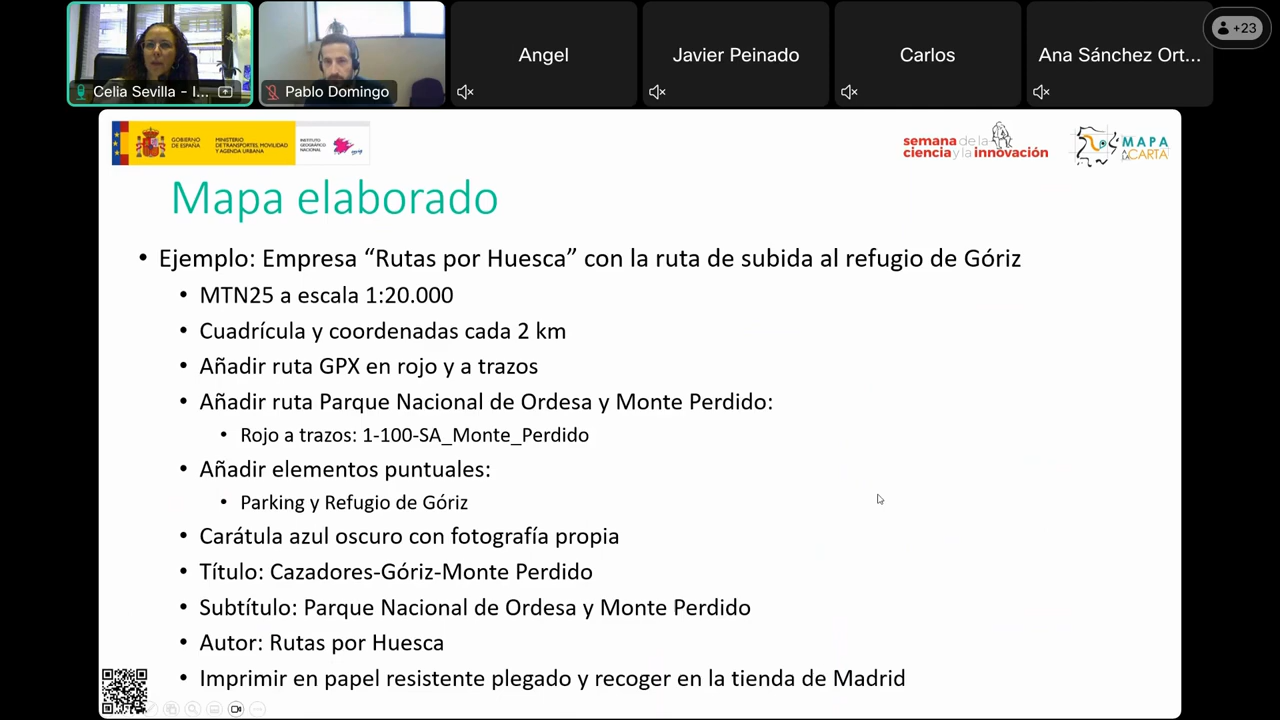 Celia Sevilla - I...
Pablo Domingo
Angel
Javier Peinado
Carlos
Ana Sánchez Ort...
+23
GOBIERNO
DE ESPAÑA
MINISTERIO
DE TRANSPORTES, MOVILIDAD
Y AGENDA URBANA
INSTITUTO
GEOGRÁFICO
NACIONAL
semana de la
ciencia y la innovación
MAPA
A LA CARTA
Mapa elaborado
• Ejemplo: Empresa “Rutas por Huesca” con la ruta de subida al refugio de Góriz
• MTN25 a escala 1:20.000
• Cuadrícula y coordenadas cada 2 km
• Añadir ruta GPX en rojo y a trazos
• Añadir ruta Parque Nacional de Ordesa y Monte Perdido:
• Rojo a trazos: 1-100-SA_Monte_Perdido
• Añadir elementos puntuales:
• Parking y Refugio de Góriz
• Carátula azul oscuro con fotografía propia
• Título: Cazadores-Góriz-Monte Perdido
• Subtítulo: Parque Nacional de Ordesa y Monte Perdido
• Autor: Rutas por Huesca
• Imprimir en papel resistente plegado y recoger en la tienda de Madrid